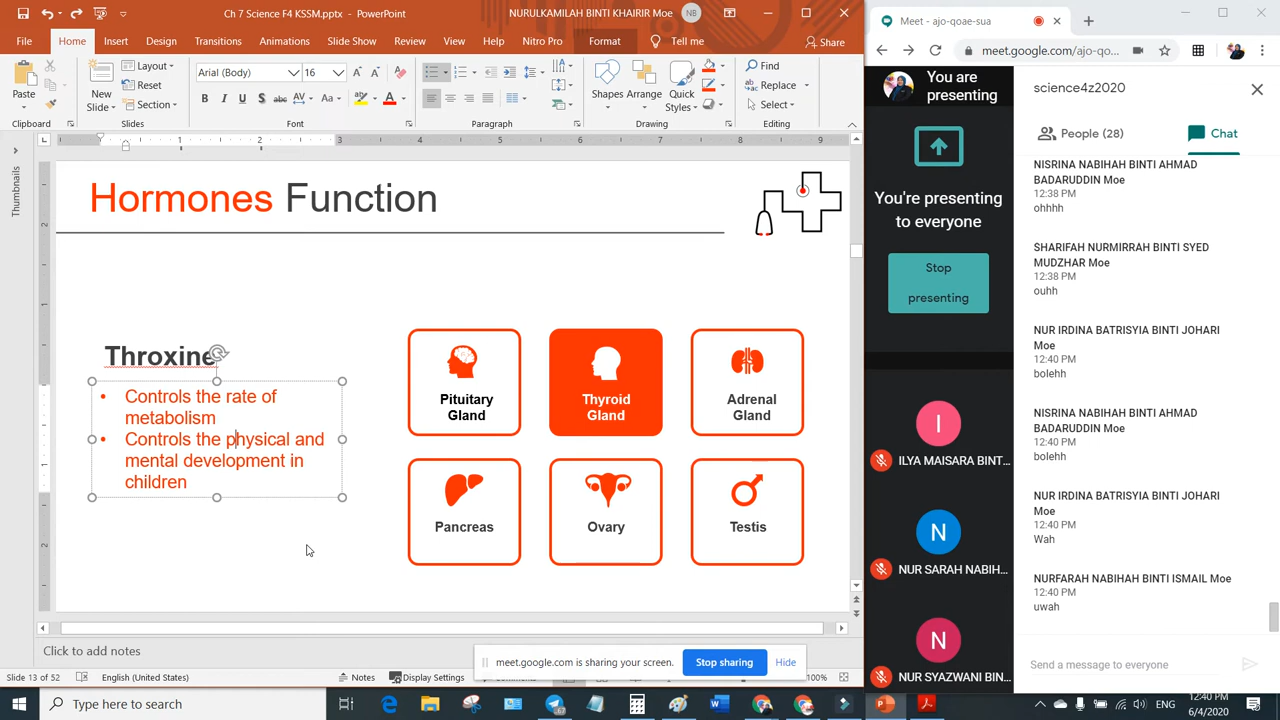 Ch 7 Science F4 KSSM.pptx
NURULKAMILAH BINTI HIRMAN
NB
File
Home
Insert
Design
Transitions
Animations
Slide Show
Review
View
Help
Nitro Pro
Format
Tell me
Share
Paste
New
Slide
Layout
Reset
Section
Arial (Body)
18
B
I
U
S
abc
AV
Aa
A
Shapes
Arrange
Quick
Styles
Find
Replace
Select
Clipboard
Slides
Font
Paragraph
Drawing
Editing
Thumbnails
Hormones Function
Throxine
• Controls the rate of
metabolism
• Controls the physical and
mental development in
children
Pituitary
Gland
Thyroid
Gland
Adrenal
Gland
Pancreas
Ovary
Testis
Click to add notes
Slide 13 of 52
English (United States)
Notes
Display Settings
100%
meet.google.com is sharing your screen.
Stop sharing
Hide
Type here to search
ENG
12:40 PM
6/4/2020
Meet - ajo-qoae-sua
meet.google.com/ajo-qo...
You are
presenting
You're presenting
to everyone
Stop
presenting
I
ILYA MAISARA BINT...
N
NUR SARAH NABIH...
N
NUR SYAZWANI BIN...
science4z2020
People (28)
Chat
NISRINA NABIHAH BINTI AHMAD
BADARUDDIN Moe
12:38 PM
ohhhh
SHARIFAH NURMIRRAH BINTI SYED
MUDZHAR Moe
12:38 PM
ouhh
NUR IRDINA BATRISYIA BINTI JOHARI
Moe
12:40 PM
bolehh
NISRINA NABIHAH BINTI AHMAD
BADARUDDIN Moe
12:40 PM
bolehh
NUR IRDINA BATRISYIA BINTI JOHARI
Moe
12:40 PM
Wah
NURFARAH NABIHAH BINTI ISMAIL Moe
12:40 PM
uwah
Send a message to everyone